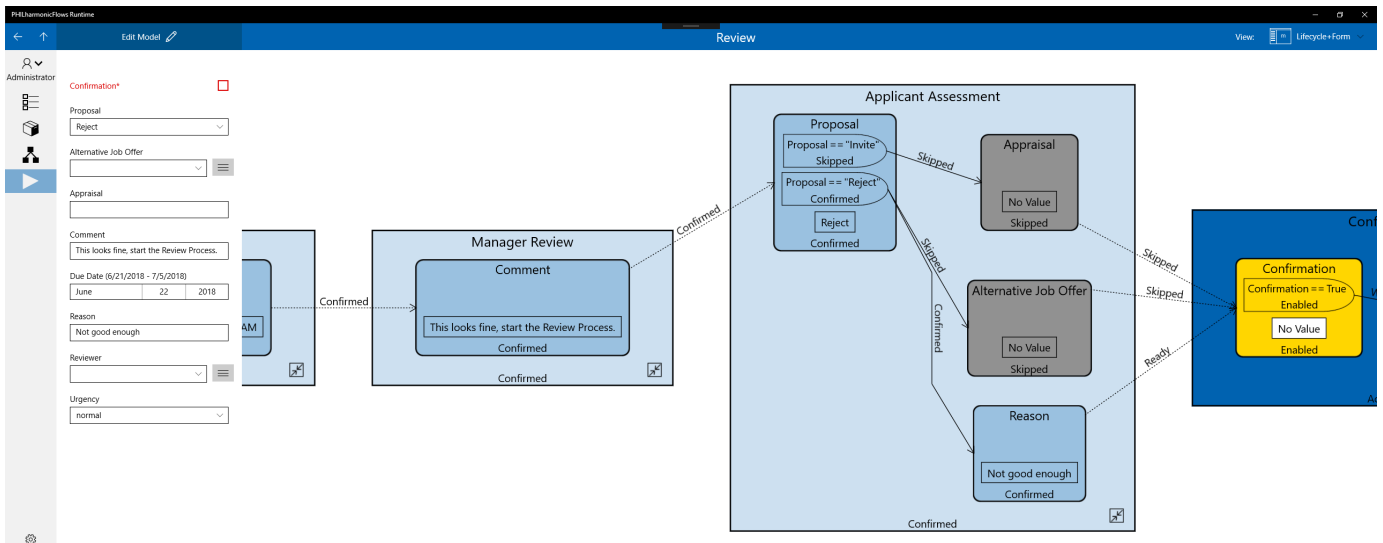 PHILharmonicFlows Runtime
Edit Model
Review
View:
Lifecycle+Form
Administrator
Confirmation*
Proposal
Reject
Alternative Job Offer
Appraisal
Comment
This looks fine, start the Review Process.
Due Date (6/21/2018 - 7/5/2018)
June 22 2018
Reason
Not good enough
Reviewer
Urgency
normal
AM
Confirmed
Manager Review
Comment
This looks fine, start the Review Process.
Confirmed
Confirmed
Confirmed
Applicant Assessment
Proposal
Proposal == "Invite"
Skipped
Proposal == "Reject"
Confirmed
Reject
Confirmed
Skipped
Skipped
Confirmed
Appraisal
No Value
Skipped
Alternative Job Offer
No Value
Skipped
Reason
Not good enough
Confirmed
Confirmed
Skipped
Skipped
Ready
Conf
Confirmation
Confirmation == True
Enabled
No Value
Enabled